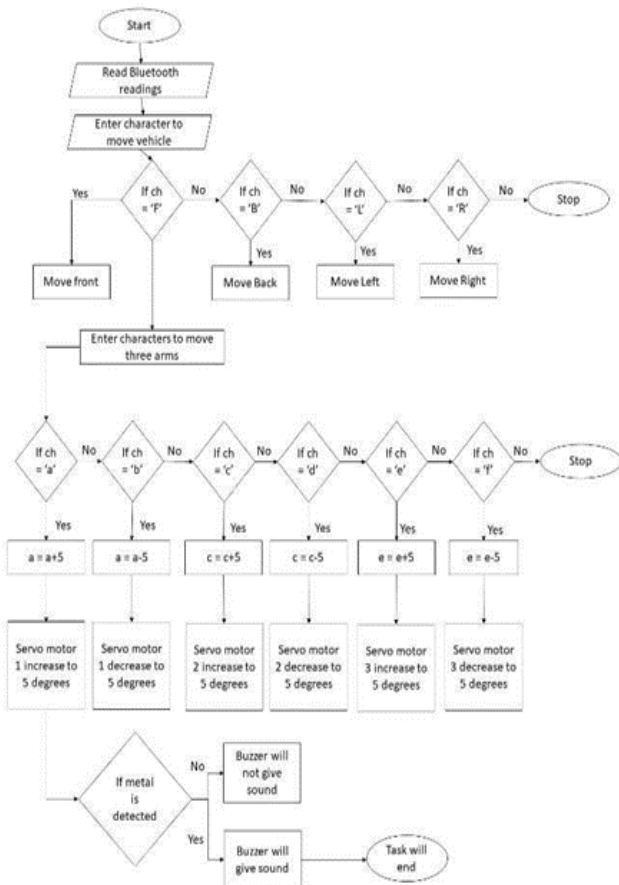 Start
Read Bluetooth
readings
Enter character to
move vehicle
Yes
If ch
= 'F'
No
If ch
= 'B'
No
If ch
= 'L'
No
If ch
= 'R'
No
Stop
Yes
Yes
Yes
Move front
Move Back
Move Left
Move Right
Enter characters to move
three arms
If ch
= 'a'
No
If ch
= 'b'
No
If ch
= 'c'
No
If ch
= 'd'
No
If ch
= 'e'
No
If ch
= 'f'
No
Stop
Yes
Yes
Yes
Yes
Yes
Yes
a = a+5
a = a-5
c = c+5
c = c-5
e = e+5
e = e-5
Servo motor
1 increase to
5 degrees
Servo motor
1 decrease to
5 degrees
Servo motor
2 increase to
5 degrees
Servo motor
2 decrease to
5 degrees
Servo motor
3 increase to
5 degrees
Servo motor
3 decrease to
5 degrees
If metal
is
detected
No
Buzzer will
not give
sound
Yes
Buzzer will
give sound
Task will
end